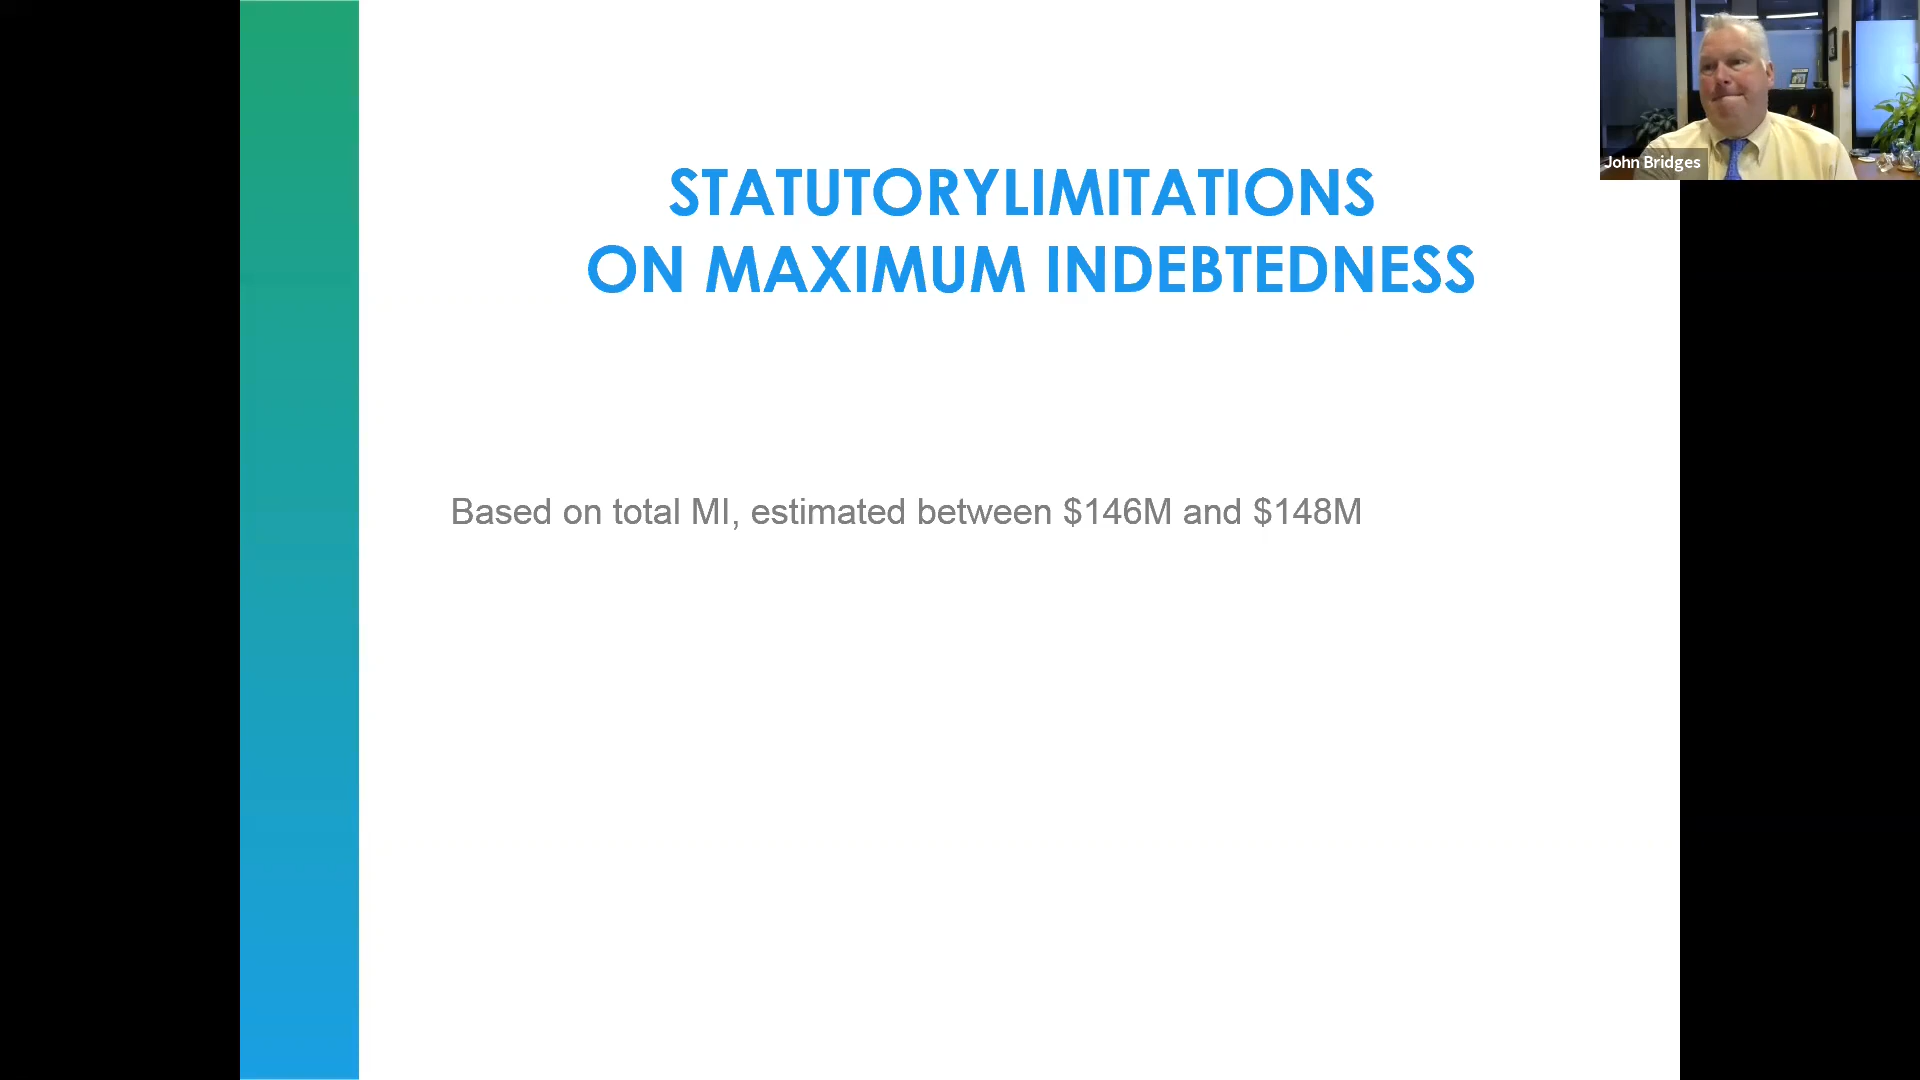 STATUTORYLIMITATIONS
ON MAXIMUM INDEBTEDNESS
Based on total MI, estimated between $146M and $148M
John Bridges